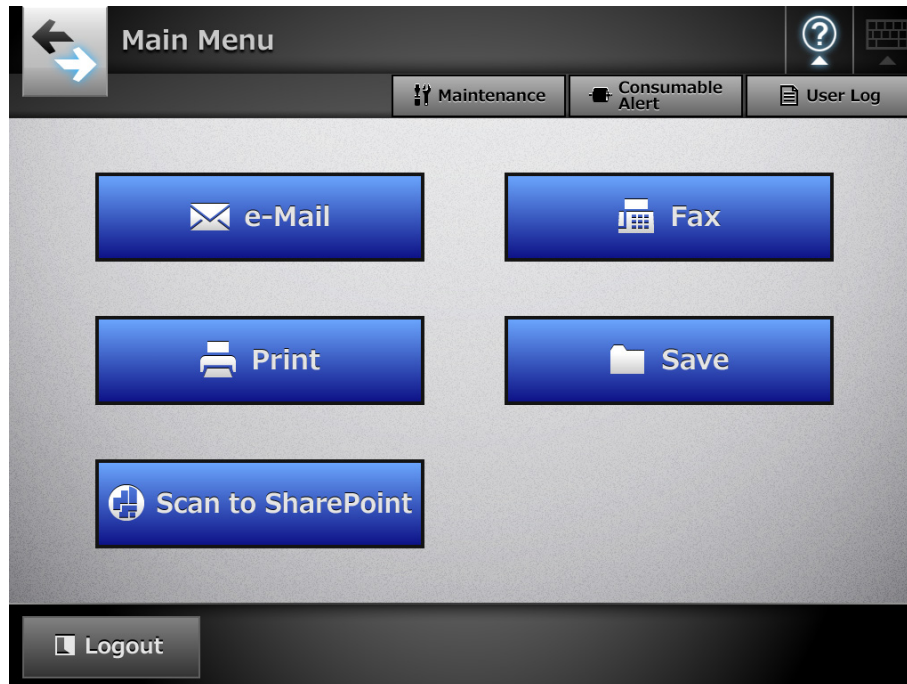 Main Menu
?
Maintenance
Consumable
Alert
User Log
e-Mail
Fax
Print
Save
Scan to SharePoint
Logout